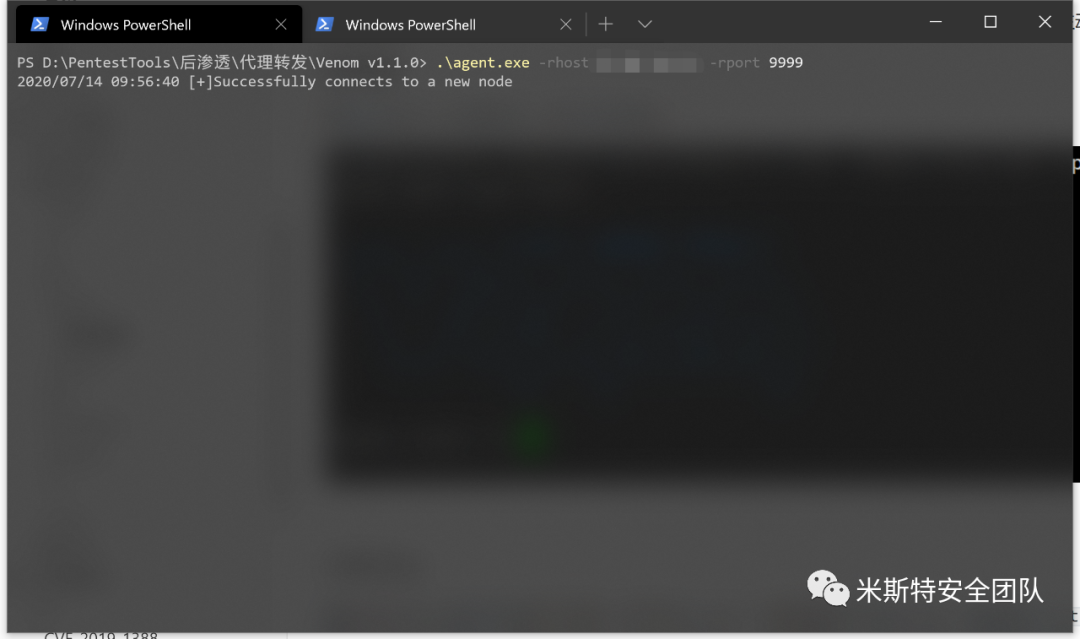 Windows PowerShell
Windows PowerShell
PS D:\PentestTools\后渗透\代理转发\Venom v1.1.0> .\agent.exe -rhost -rport 9999
2020/07/14 09:56:40 [+]Successfully connects to a new node
米斯特安全团队
CVE-2019-1388